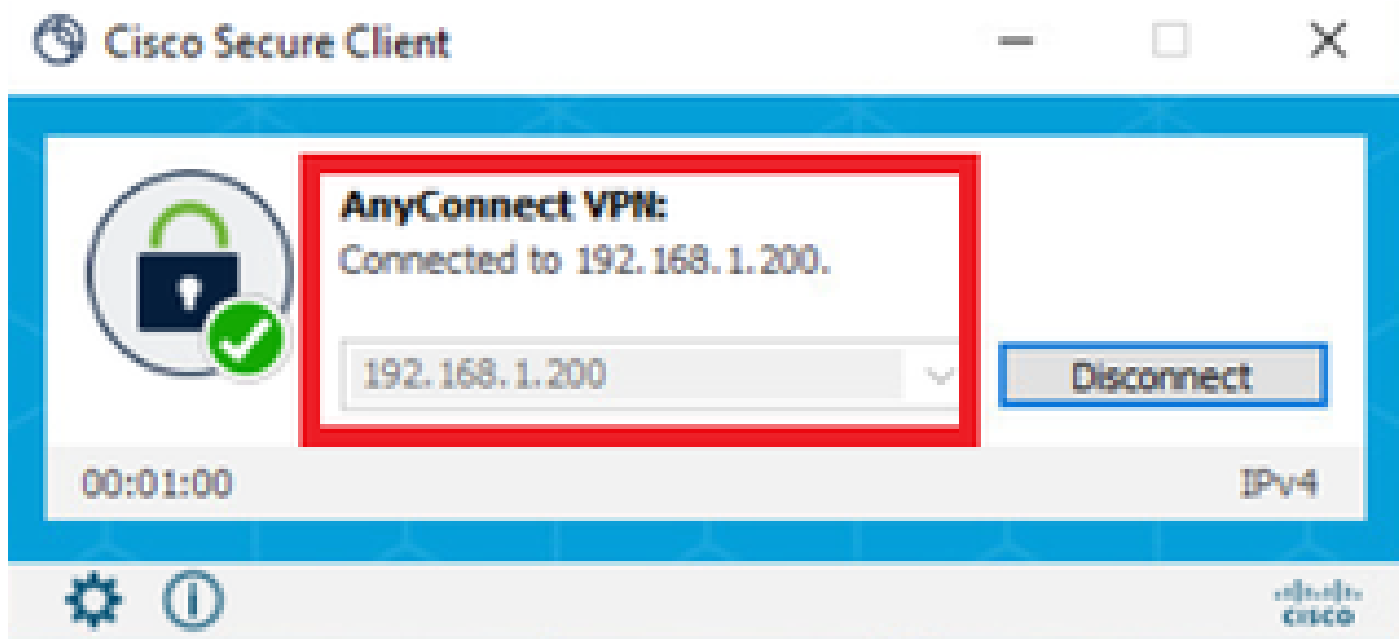 Cisco Secure Client
AnyConnect VPN:
Connected to 192.168.1.200.
192.168.1.200
Disconnect
00:01:00
IPv4
CISCO